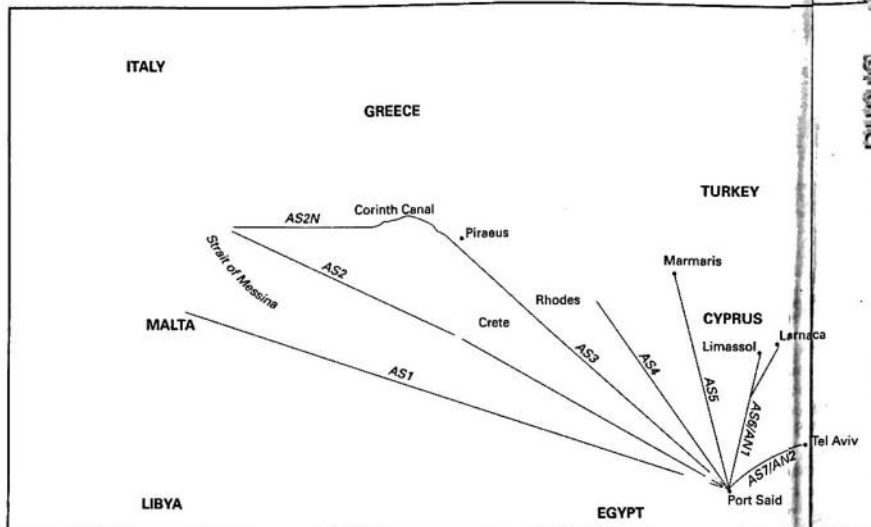 ITALY
GREECE
TURKEY
AS2N
Corinth Canal
Piraeus
Strait of Messina
AS2
Marmaris
Rhodes
MALTA
Crete
CYPRUS
Limassol
Larnaca
AS1
AS3
AS4
AS5
AS6/AN1
AS7/AN2
Tel Aviv
Port Said
LIBYA
EGYPT